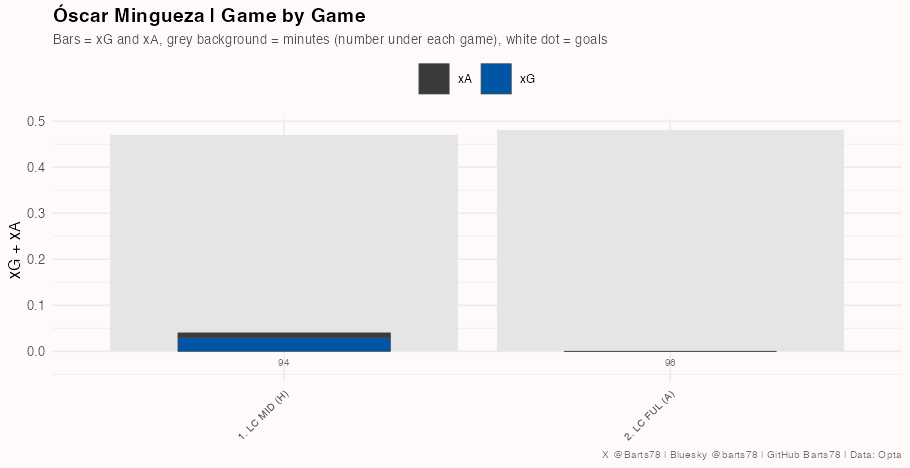 Óscar Mingueza | Game by Game
Bars = xG and xA, grey background = minutes (number under each game), white dot = goals
xA xG
xG + xA
0.5
0.4
0.3
0.2
0.1
0.0
94 96
1. LC MID (H) 2. LC FUL (A)
X @Barts78 | Bluesky @barts78 | GitHub Barts78 | Data: Opta